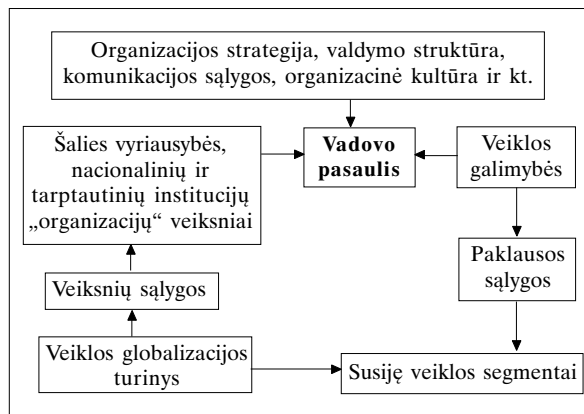 Organizacijos strategija, valdymo struktūra,
komunikacijos sąlygos, organizacinė kultūra ir kt.
Šalies vyriausybės,
nacionalinių ir
tarptautinių institucijų
„organizacijų“ veiksniai
Vadovo
pasaulis
Veiklos
galimybės
Paklausos
sąlygos
Veiksnių sąlygos
Veiklos globalizacijos
turinys
Susiję veiklos segmentai